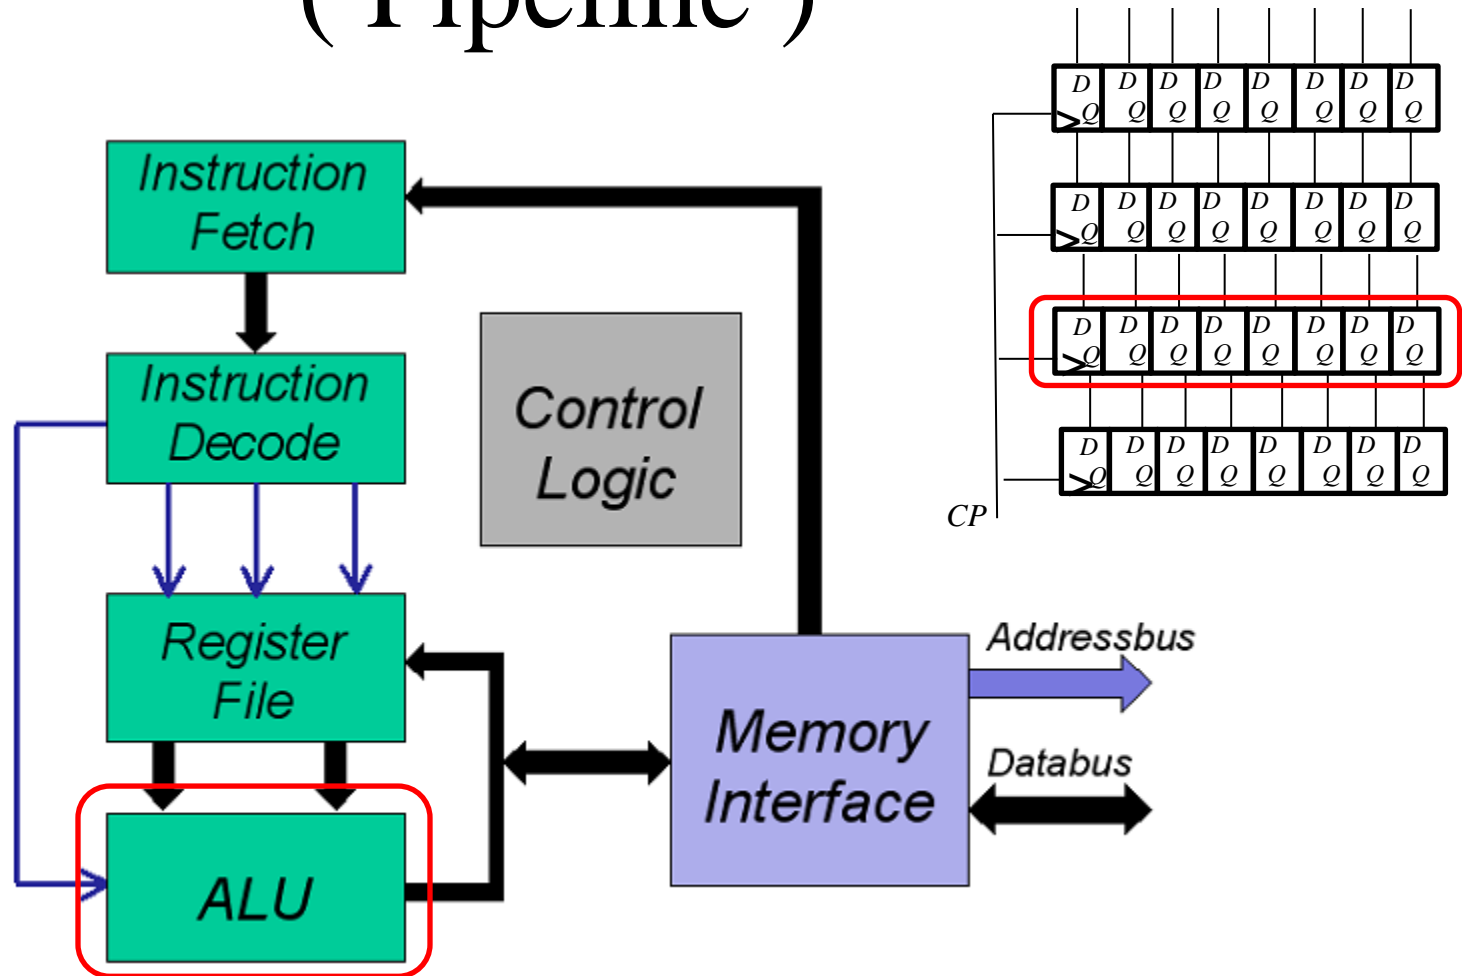 ( Pipeline )
D D D D D D D D
Q Q Q Q Q Q Q Q
D D D D D D D D
Q Q Q Q Q Q Q Q
D D D D D D D D
Q Q Q Q Q Q Q Q
D D D D D D D D
Q Q Q Q Q Q Q Q
CP
Instruction
Fetch
Instruction
Decode
Control
Logic
Register
File
ALU
Memory
Interface
Addressbus
Databus